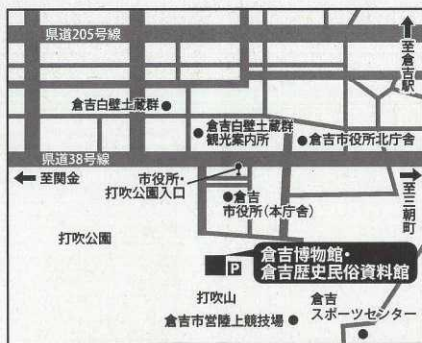 県道205号線
至倉吉駅
倉吉白壁土蔵群
倉吉白壁土蔵群
観光案内所
倉吉市役所北庁舎
県道38号線
至関金
市役所・
打吹公園入口
至三朝町
倉吉
市役所(本庁舎)
打吹公園
P
倉吉博物館・
倉吉歴史民俗資料館
打吹山
倉吉
スポーツセンター
倉吉市営陸上競技場